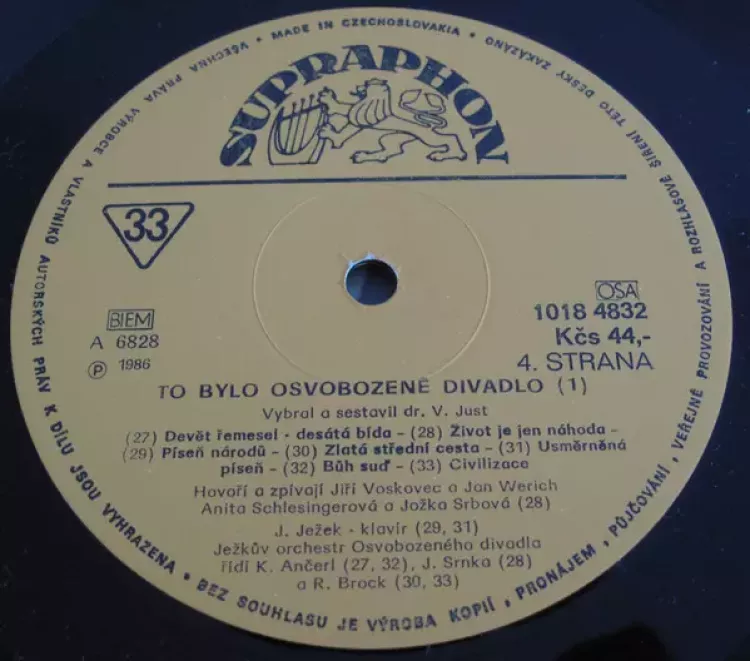 SUPRAPHON
33
BIEM
A 6828
Ⓟ 1986
OSA
1018 4832
Kčs 44,-
4. STRANA
TO BYLO OSVOBOZENÉ DIVADLO (1)
Vybral a sestavil dr. V. Just
(27) Devět řemesel - desátá bída - (28) Život je jen náhoda -
(29) Píseň národů - (30) Zlatá střední cesta - (31) Usměrněná
píseň - (32) Bůh suď - (33) Civilizace
Hovoří a zpívají Jiří Voskovec a Jan Werich
Anita Schlesingerová a Jožka Srbová (28)
J. Ježek - klavír (29, 31)
Ježkův orchestr Osvobozeného divadla
řídí K. Ančerl (27, 32), J. Srnka (28)
a R. Brock (30, 33)
MADE IN CZECHOSLOVAKIA • VŠECHNA PRÁVA VÝROBCE A VLASTNÍKŮ AUTORSKÝCH PRÁV K DÍLU JSOU VYHRAZENA • BEZ SOUHLASU JE VÝROBA KOPIÍ, PRONÁJEM, PŮJČOVÁNÍ, VEŘEJNÉ PROVOZOVÁNÍ A ROZHLASOVÉ ŠÍŘENÍ TÉTO DESKY ZAKÁZÁNO •